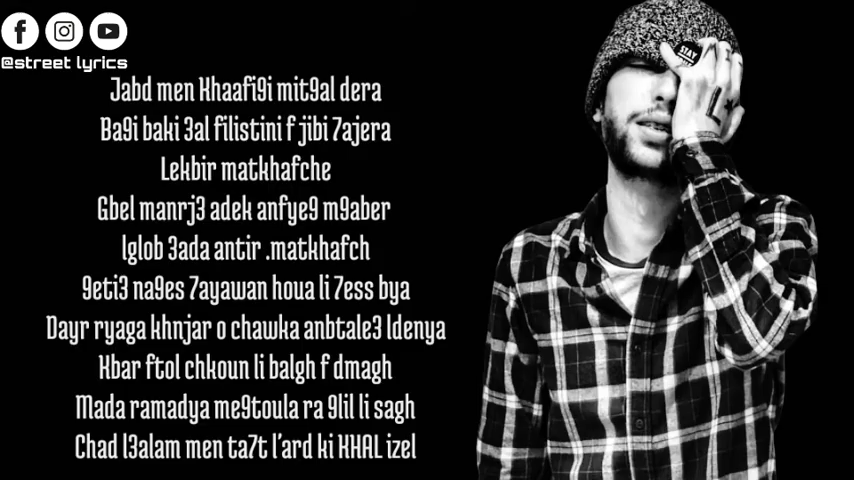 @street lyrics
Jabd men Khaafi9i mit9al dera
Ba9i baki 3al filistini f jibi 7ajera
Lekbir matkhafche
Gbel manrj3 adek anfye9 m9aber
lglob 3ada antir .matkhafch
9eti3 na9es 7ayawan houa li 7ess bya
Dayr ryaga khnjar o chawka anbtale3 ldenya
Kbar ftol chkoun li balgh f dmagh
Mada ramadya me9toula ra 9lil li sagh
Chad l3alam men ta7t l'ard ki KHAL izel
STAY